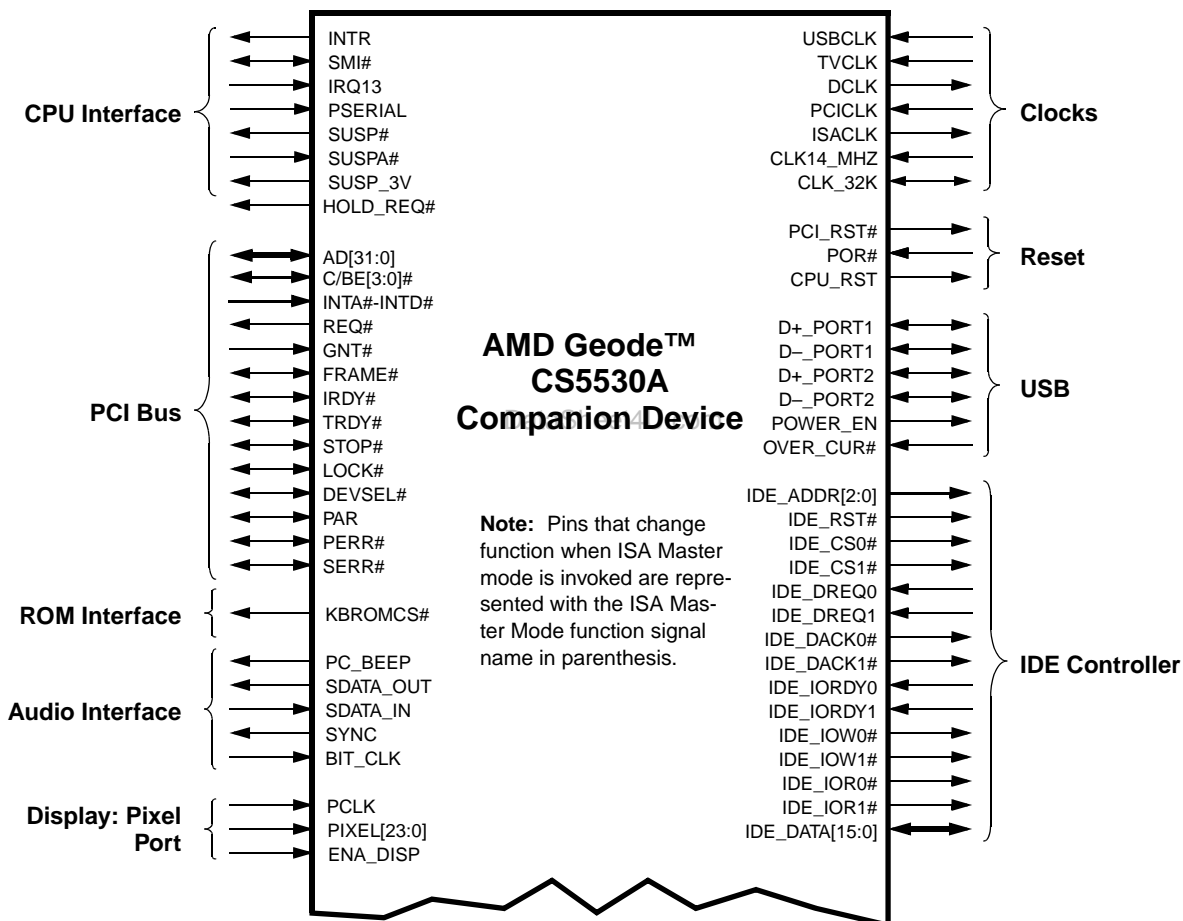 CPU Interface
INTR
SMI#
IRQ13
PSERIAL
SUSP#
SUSPA#
SUSP_3V
HOLD_REQ#
PCI Bus
AD[31:0]
C/BE[3:0]#
INTA#-INTD#
REQ#
GNT#
FRAME#
IRDY#
TRDY#
STOP#
LOCK#
DEVSEL#
PAR
PERR#
SERR#
ROM Interface
KBROMCS#
Audio Interface
PC_BEEP
SDATA_OUT
SDATA_IN
SYNC
BIT_CLK
Display: Pixel
Port
PCLK
PIXEL[23:0]
ENA_DISP
AMD Geode™
CS5530A
Companion Device
Note: Pins that change
function when ISA Master
mode is invoked are repre-
sented with the ISA Mas-
ter Mode function signal
name in parenthesis.
USBCLK
TVCLK
DCLK
PCICLK
ISACLK
CLK14_MHZ
CLK_32K
Clocks
PCI_RST#
POR#
CPU_RST
Reset
D+_PORT1
D–_PORT1
D+_PORT2
D–_PORT2
POWER_EN
OVER_CUR#
USB
IDE_ADDR[2:0]
IDE_RST#
IDE_CS0#
IDE_CS1#
IDE_DREQ0
IDE_DREQ1
IDE_DACK0#
IDE_DACK1#
IDE_IORDY0
IDE_IORDY1
IDE_IOW0#
IDE_IOW1#
IDE_IOR0#
IDE_IOR1#
IDE_DATA[15:0]
IDE Controller